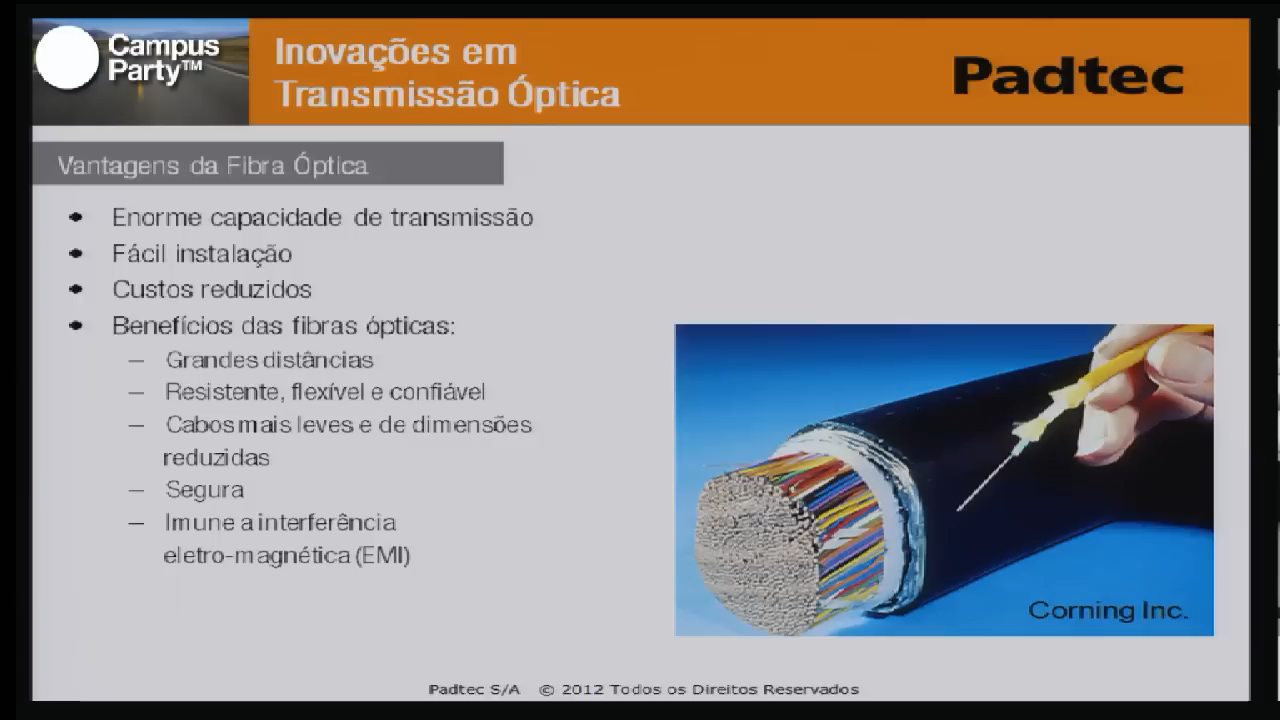 Campus
Party™
Inovações em
Transmissão Óptica
Padtec
Vantagens da Fibra Óptica
• Enorme capacidade de transmissão
• Fácil instalação
• Custos reduzidos
• Benefícios das fibras ópticas:
– Grandes distâncias
– Resistente, flexível e confiável
– Cabos mais leves e de dimensões
reduzidas
– Segura
– Imune a interferência
eletro-magnética (EMI)
Corning Inc.
Padtec S/A © 2012 Todos os Direitos Reservados